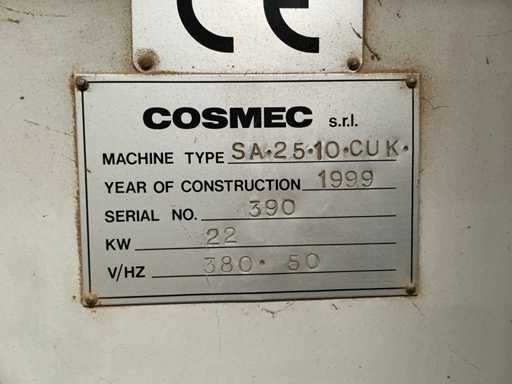 CE
COSMEC s.r.l.
MACHINE TYPE SA·25·10·CUK·
YEAR OF CONSTRUCTION 1999
SERIAL NO. 390
KW 22
V/HZ 380· 50